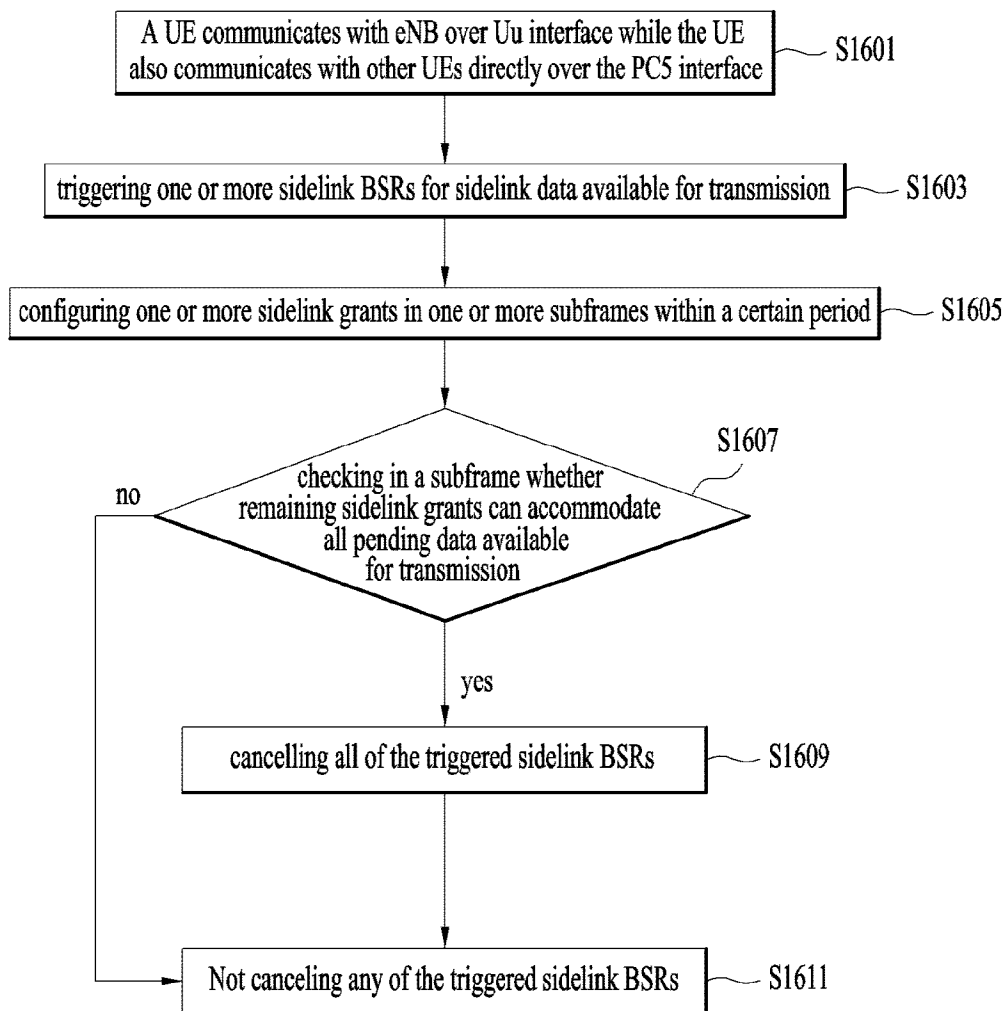 A UE communicates with eNB over Uu interface while the UE
also communicates with other UEs directly over the PC5 interface
S1601
triggering one or more sidelink BSRs for sidelink data available for transmission
S1603
configuring one or more sidelink grants in one or more subframes within a certain period
S1605
S1607
checking in a subframe whether
remaining sidelink grants can accommodate
all pending data available
for transmission
no
yes
cancelling all of the triggered sidelink BSRs
S1609
Not canceling any of the triggered sidelink BSRs
S1611